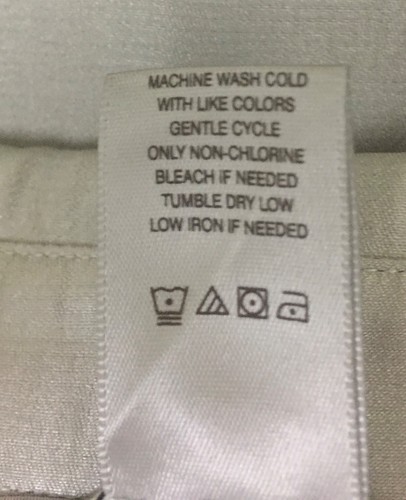 MACHINE WASH COLD
WITH LIKE COLORS
GENTLE CYCLE
ONLY NON-CHLORINE
BLEACH IF NEEDED
TUMBLE DRY LOW
LOW IRON IF NEEDED